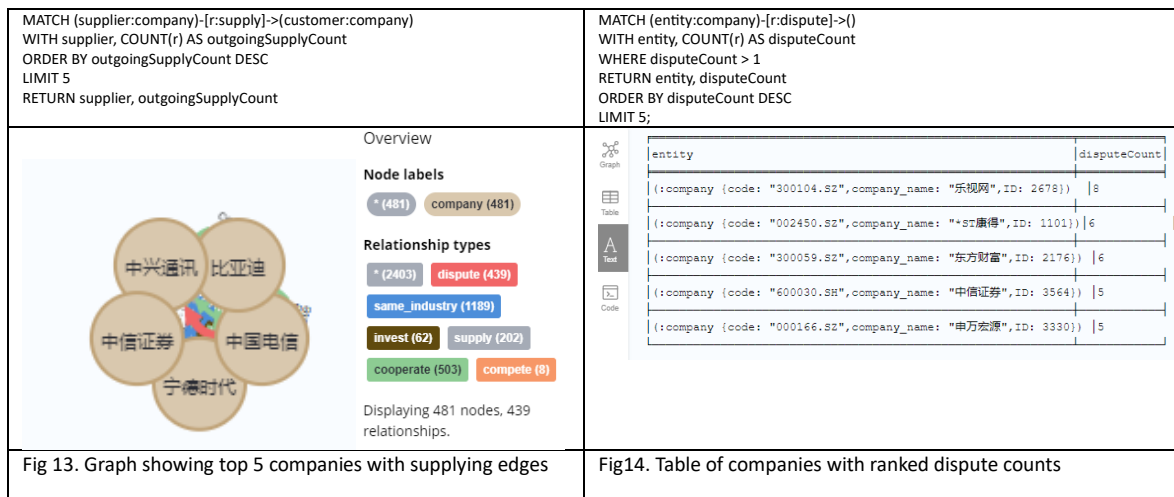 MATCH (supplier:company)-[r:supply]->(customer:company)
WITH supplier, COUNT(r) AS outgoingSupplyCount
ORDER BY outgoingSupplyCount DESC
LIMIT 5
RETURN supplier, outgoingSupplyCount
MATCH (entity:company)-[r:dispute]->()
WITH entity, COUNT(r) AS disputeCount
WHERE disputeCount > 1
RETURN entity, disputeCount
ORDER BY disputeCount DESC
LIMIT 5;
中兴通讯
比亚迪
中信证券
中国电信
宁德时代
Overview
Node labels
* (481) company (481)
Relationship types
* (2403) dispute (439)
same_industry (1189)
invest (62) supply (202)
cooperate (503) compete (8)
Displaying 481 nodes, 439
relationships.
Graph
Table
A
Text
Code
entity disputeCount
(:company {code: "300104.SZ",company_name: "乐视网",ID: 2678}) 8
(:company {code: "002450.SZ",company_name: "*ST康得",ID: 1101}) 6
(:company {code: "300059.SZ",company_name: "东方财富",ID: 2176}) 6
(:company {code: "600030.SH",company_name: "中信证券",ID: 3564}) 5
(:company {code: "000166.SZ",company_name: "申万宏源",ID: 3330}) 5
Fig 13. Graph showing top 5 companies with supplying edges
Fig14. Table of companies with ranked dispute counts